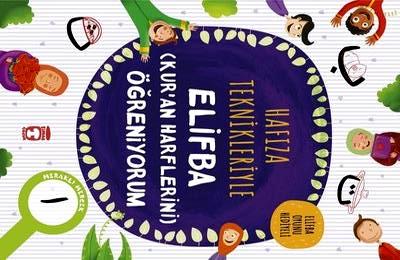 HAFIZA
TEKNİKLERİYLE
ELİFBA
(KUR'AN HARFLERİNİ)
ÖĞRENİYORUM
ELİFBA
OYUNU
HEDİYELİ
MERAKLI MERCEK
ا